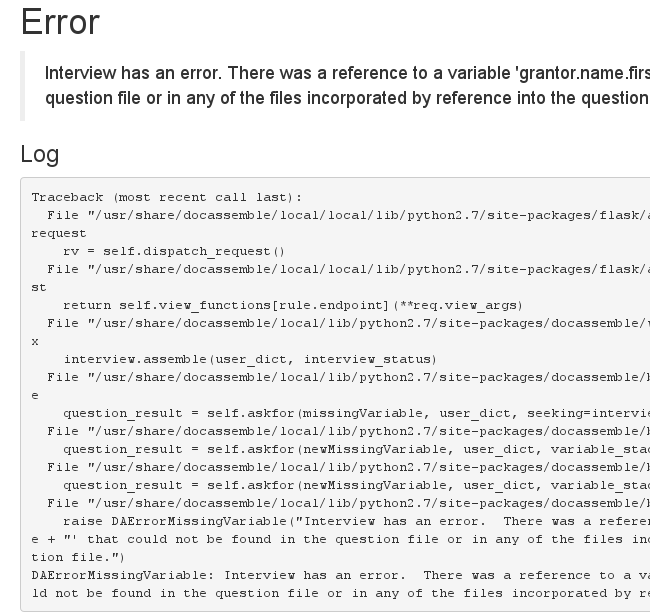 Error
Interview has an error. There was a reference to a variable 'grantor.name.firs
question file or in any of the files incorporated by reference into the question
Log
Traceback (most recent call last):
File "/usr/share/docassemble/local/local/lib/python2.7/site-packages/flask/a
request
rv = self.dispatch_request()
File "/usr/share/docassemble/local/local/lib/python2.7/site-packages/flask/a
st
return self.view_functions[rule.endpoint](**req.view_args)
File "/usr/share/docassemble/local/local/lib/python2.7/site-packages/docassemble/w
x
interview.assemble(user_dict, interview_status)
File "/usr/share/docassemble/local/local/lib/python2.7/site-packages/docassemble/b
e
question_result = self.askfor(missingVariable, user_dict, seeking=intervie
File "/usr/share/docassemble/local/local/lib/python2.7/site-packages/docassemble/b
question_result = self.askfor(newMissingVariable, user_dict, variable_stac
File "/usr/share/docassemble/local/local/lib/python2.7/site-packages/docassemble/b
question_result = self.askfor(newMissingVariable, user_dict, variable_stac
File "/usr/share/docassemble/local/local/lib/python2.7/site-packages/docassemble/b
raise DAErrorMissingVariable("Interview has an error.  There was a referen
e + "' that could not be found in the question file or in any of the files inc
tion file.")
DAErrorMissingVariable: Interview has an error.  There was a reference to a va
ld not be found in the question file or in any of the files incorporated by re